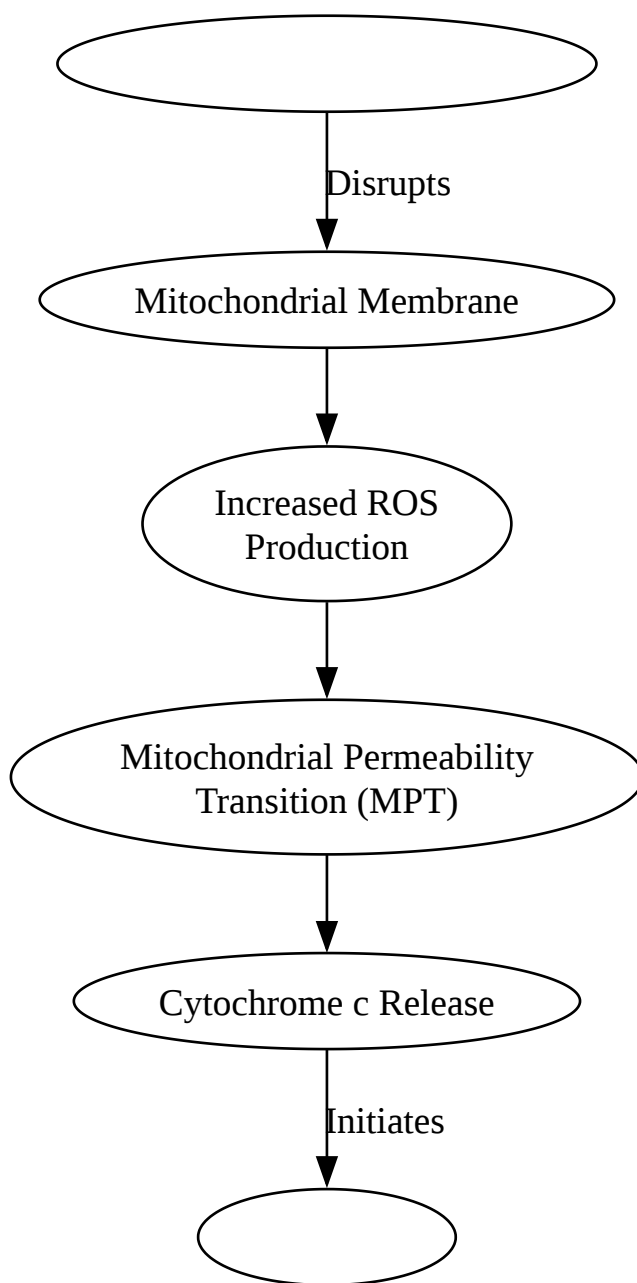 Disrupts
Mitochondrial Membrane
Increased ROS
Production
Mitochondrial Permeability
Transition (MPT)
Cytochrome c Release
Initiates